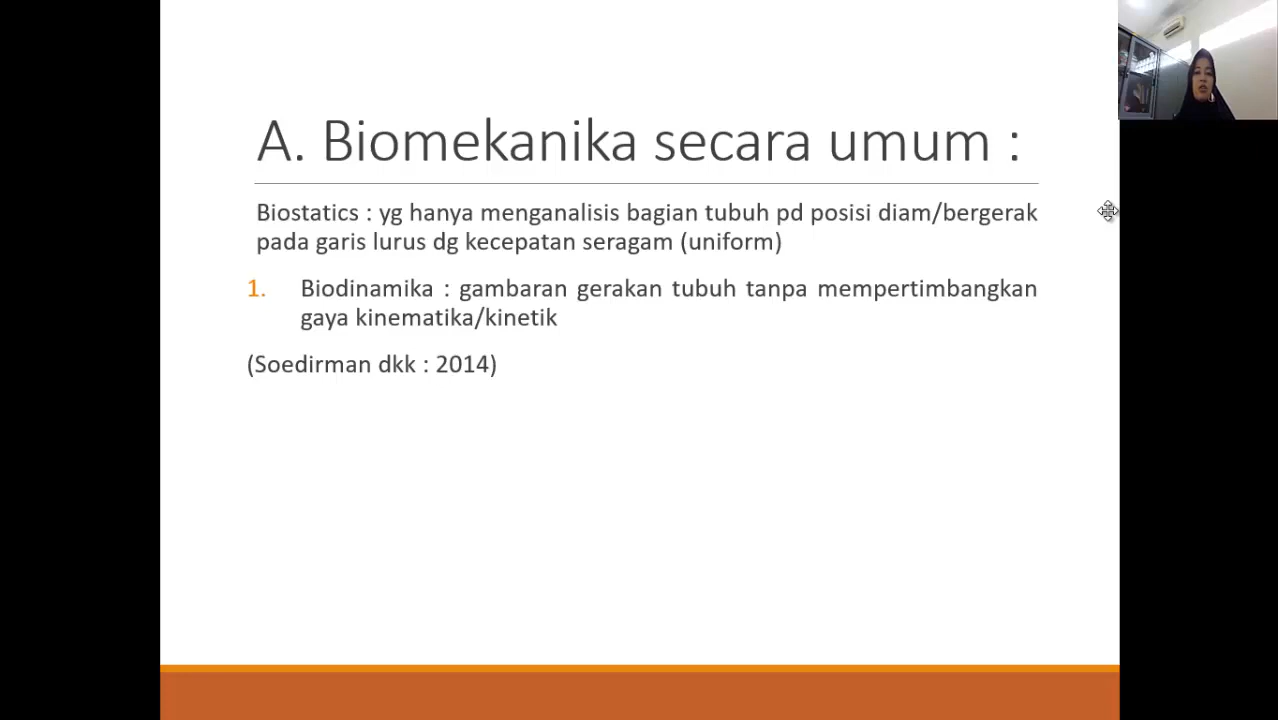 A. Biomekanika secara umum :
Biostatics : yg hanya menganalisis bagian tubuh pd posisi diam/bergerak
pada garis lurus dg kecepatan seragam (uniform)
1. Biodinamika : gambaran gerakan tubuh tanpa mempertimbangkan
gaya kinematika/kinetik
(Soedirman dkk : 2014)